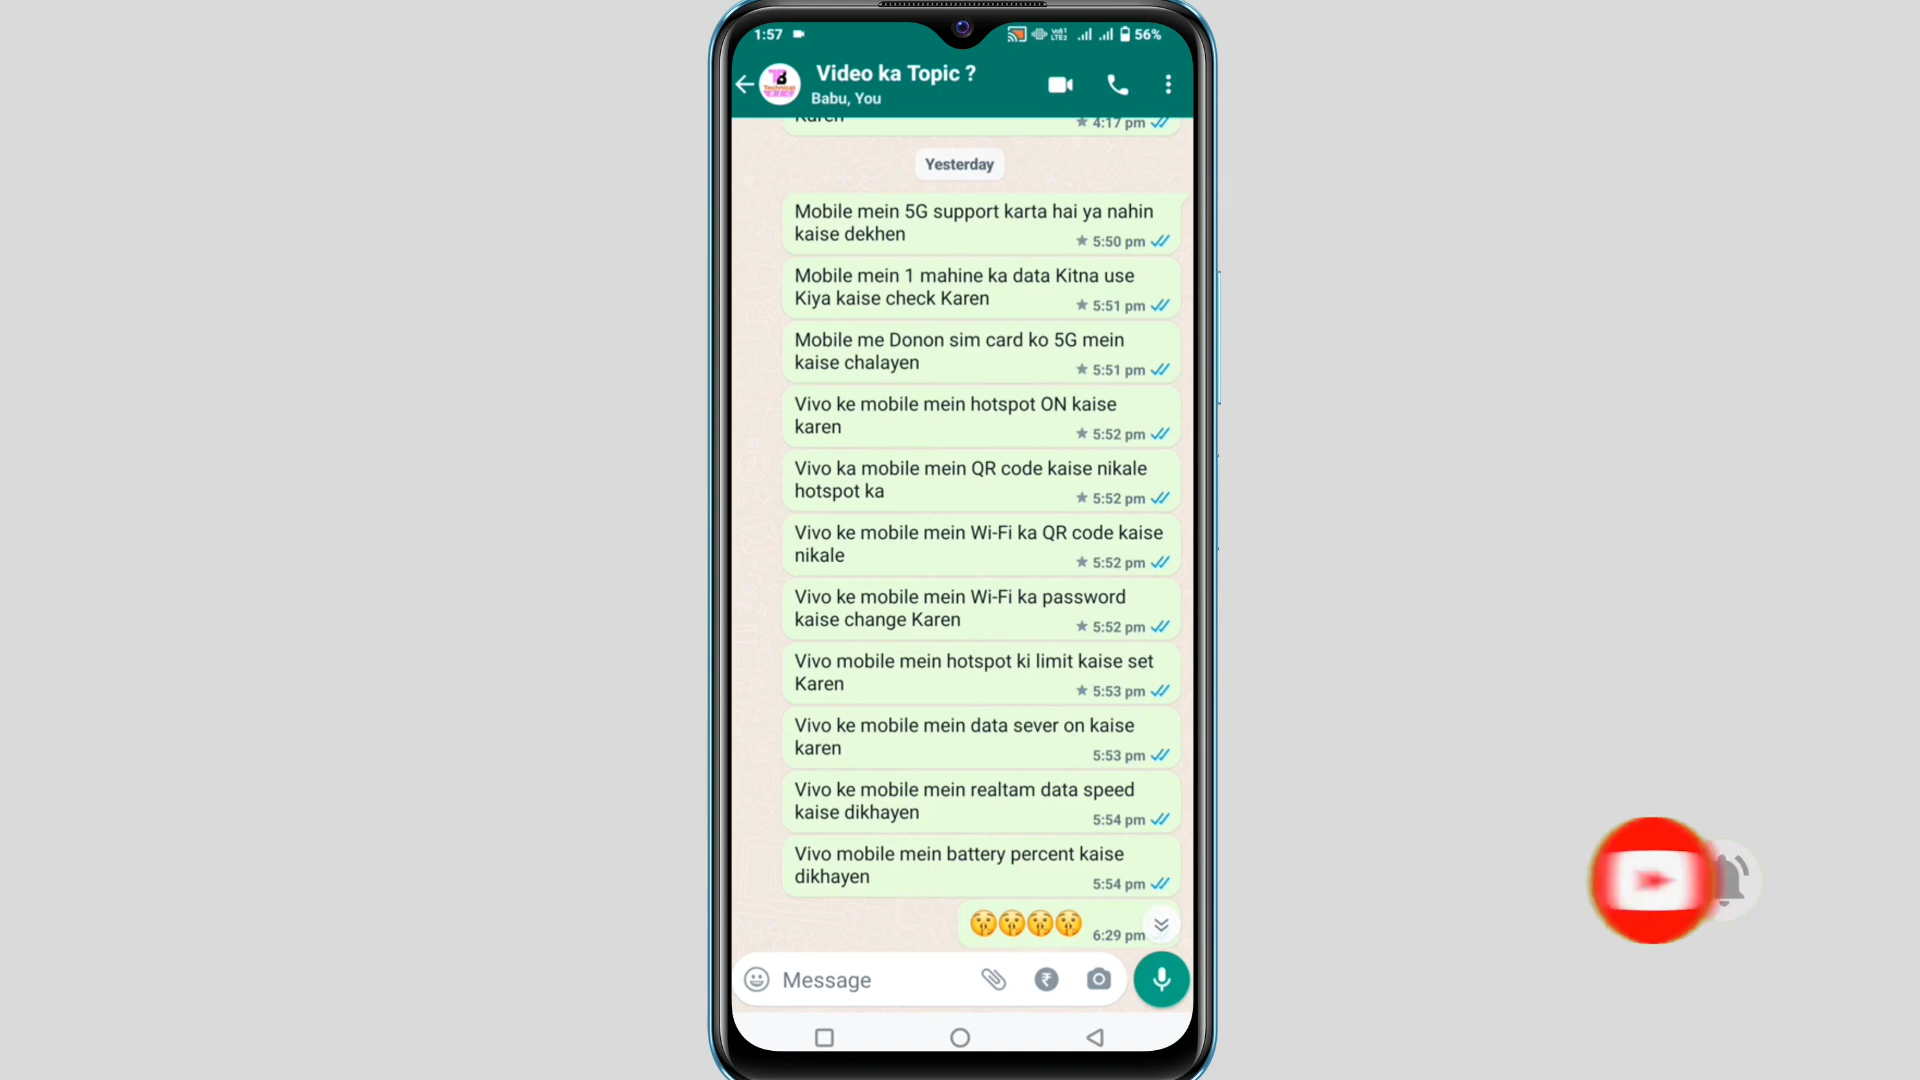 1:57
VoLTE2
56%
Video ka Topic ?
Babu, You
Karen
4:17 pm
Yesterday
Mobile mein 5G support karta hai ya nahin
kaise dekhen
5:50 pm
Mobile mein 1 mahine ka data Kitna use
Kiya kaise check Karen
5:51 pm
Mobile me Donon sim card ko 5G mein
kaise chalayen
5:51 pm
Vivo ke mobile mein hotspot ON kaise
karen
5:52 pm
Vivo ka mobile mein QR code kaise nikale
hotspot ka
5:52 pm
Vivo ke mobile mein Wi-Fi ka QR code kaise
nikale
5:52 pm
Vivo ke mobile mein Wi-Fi ka password
kaise change Karen
5:52 pm
Vivo mobile mein hotspot ki limit kaise set
Karen
5:53 pm
Vivo ke mobile mein data sever on kaise
karen
5:53 pm
Vivo ke mobile mein realtam data speed
kaise dikhayen
5:54 pm
Vivo mobile mein battery percent kaise
dikhayen
5:54 pm
🤫🤫🤫🤫
6:29 pm
Message
₹